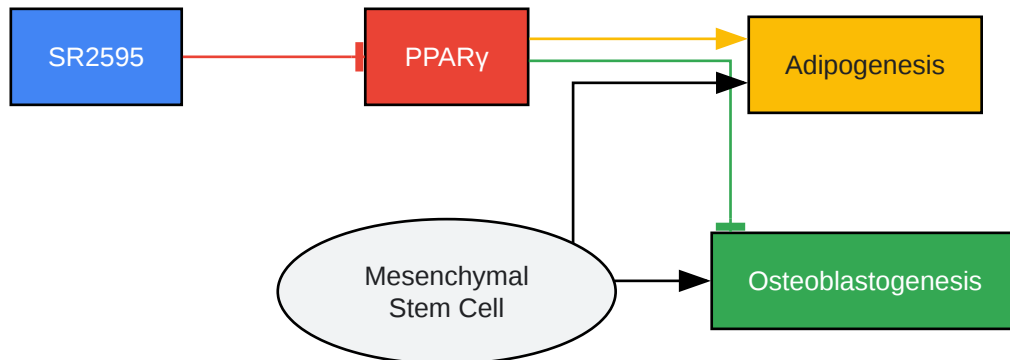 SR2595
PPARγ
Adipogenesis
Mesenchymal
Stem Cell
Osteoblastogenesis